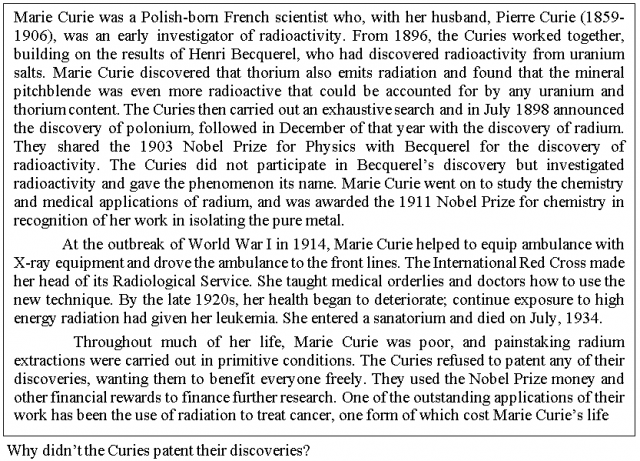 Marie Curie was a Polish-born French scientist who, with her husband, Pierre Curie (1859-
1906), was an early investigator of radioactivity. From 1896, the Curies worked together,
building on the results of Henri Becquerel, who had discovered radioactivity from uranium
salts. Marie Curie discovered that thorium also emits radiation and found that the mineral
pitchblende was even more radioactive that could be accounted for by any uranium and
thorium content. The Curies then carried out an exhaustive search and in July 1898 announced
the discovery of polonium, followed in December of that year with the discovery of radium.
They shared the 1903 Nobel Prize for Physics with Becquerel for the discovery of
radioactivity. The Curies did not participate in Becquerel's discovery but investigated
radioactivity and gave the phenomenon its name. Marie Curie went on to study the chemistry
and medical applications of radium, and was awarded the 1911 Nobel Prize for chemistry in
recognition of her work in isolating the pure metal.
At the outbreak of World War I in 1914, Marie Curie helped to equip ambulance with
X-ray equipment and drove the ambulance to the front lines. The International Red Cross made
her head of its Radiological Service. She taught medical orderlies and doctors how to use the
new technique. By the late 1920s, her health began to deteriorate; continue exposure to high
energy radiation had given her leukemia. She entered a sanatorium and died on July, 1934.
Throughout much of her life, Marie Curie was poor, and painstaking radium
extractions were carried out in primitive conditions. The Curies refused to patent any of their
discoveries, wanting them to benefit everyone freely. They used the Nobel Prize money and
other financial rewards to finance further research. One of the outstanding applications of their
work has been the use of radiation to treat cancer, one form of which cost Marie Curie's life
Why didn't the Curies patent their discoveries?